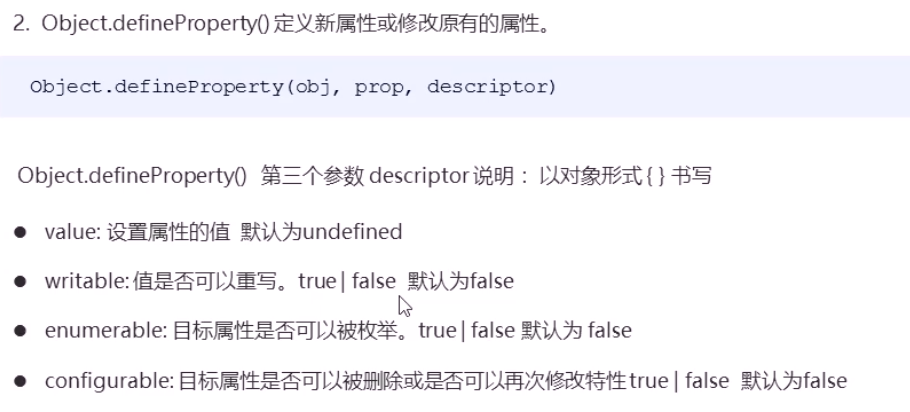 2. Object.defineProperty() 定义新属性或修改原有的属性。
Object.defineProperty(obj, prop, descriptor)
Object.defineProperty() 第三个参数 descriptor 说明： 以对象形式 { } 书写
● value: 设置属性的值 默认为undefined
● writable: 值是否可以重写。true | false 默认为false
● enumerable: 目标属性是否可以被枚举。true | false 默认为 false
● configurable: 目标属性是否可以被删除或是否可以再次修改特性 true | false 默认为false